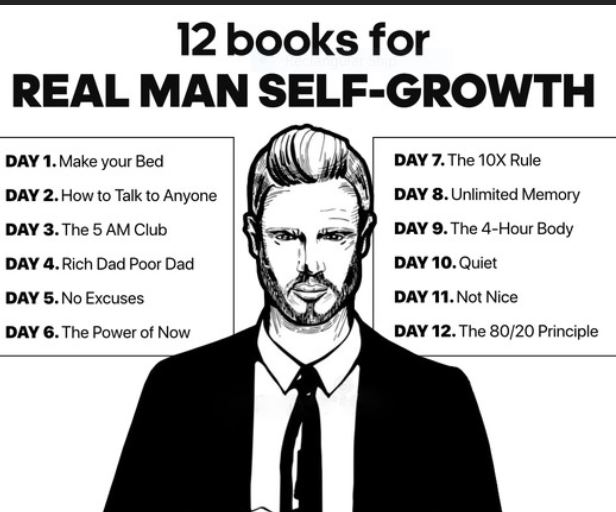 12 books for
REAL MAN SELF-GROWTH
DAY 1. Make your Bed
DAY 2. How to Talk to Anyone
DAY 3. The 5 AM Club
DAY 4. Rich Dad Poor Dad
DAY 5. No Excuses
DAY 6. The Power of Now
DAY 7. The 10X Rule
DAY 8. Unlimited Memory
DAY 9. The 4-Hour Body
DAY 10. Quiet
DAY 11. Not Nice
DAY 12. The 80/20 Principle